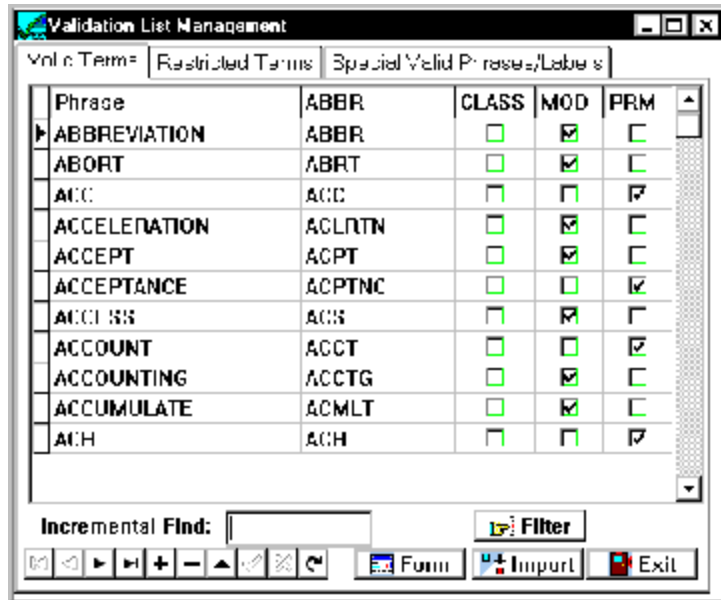 Validation List Management
Valid Terms Restricted Terms Special Valid Phrases/Labels
Phrase ABBR CLASS MOD PRM
ABBREVIATION ABBR
ABORT ABRT
ACC ACC
ACCELERATION ACLRTN
ACCEPT ACPT
ACCEPTANCE ACPTNC
ACCESS ACS
ACCOUNT ACCT
ACCOUNTING ACCTG
ACCUMULATE ACMLT
ACH ACH
Incremental Find: Filter
Form Import Exit